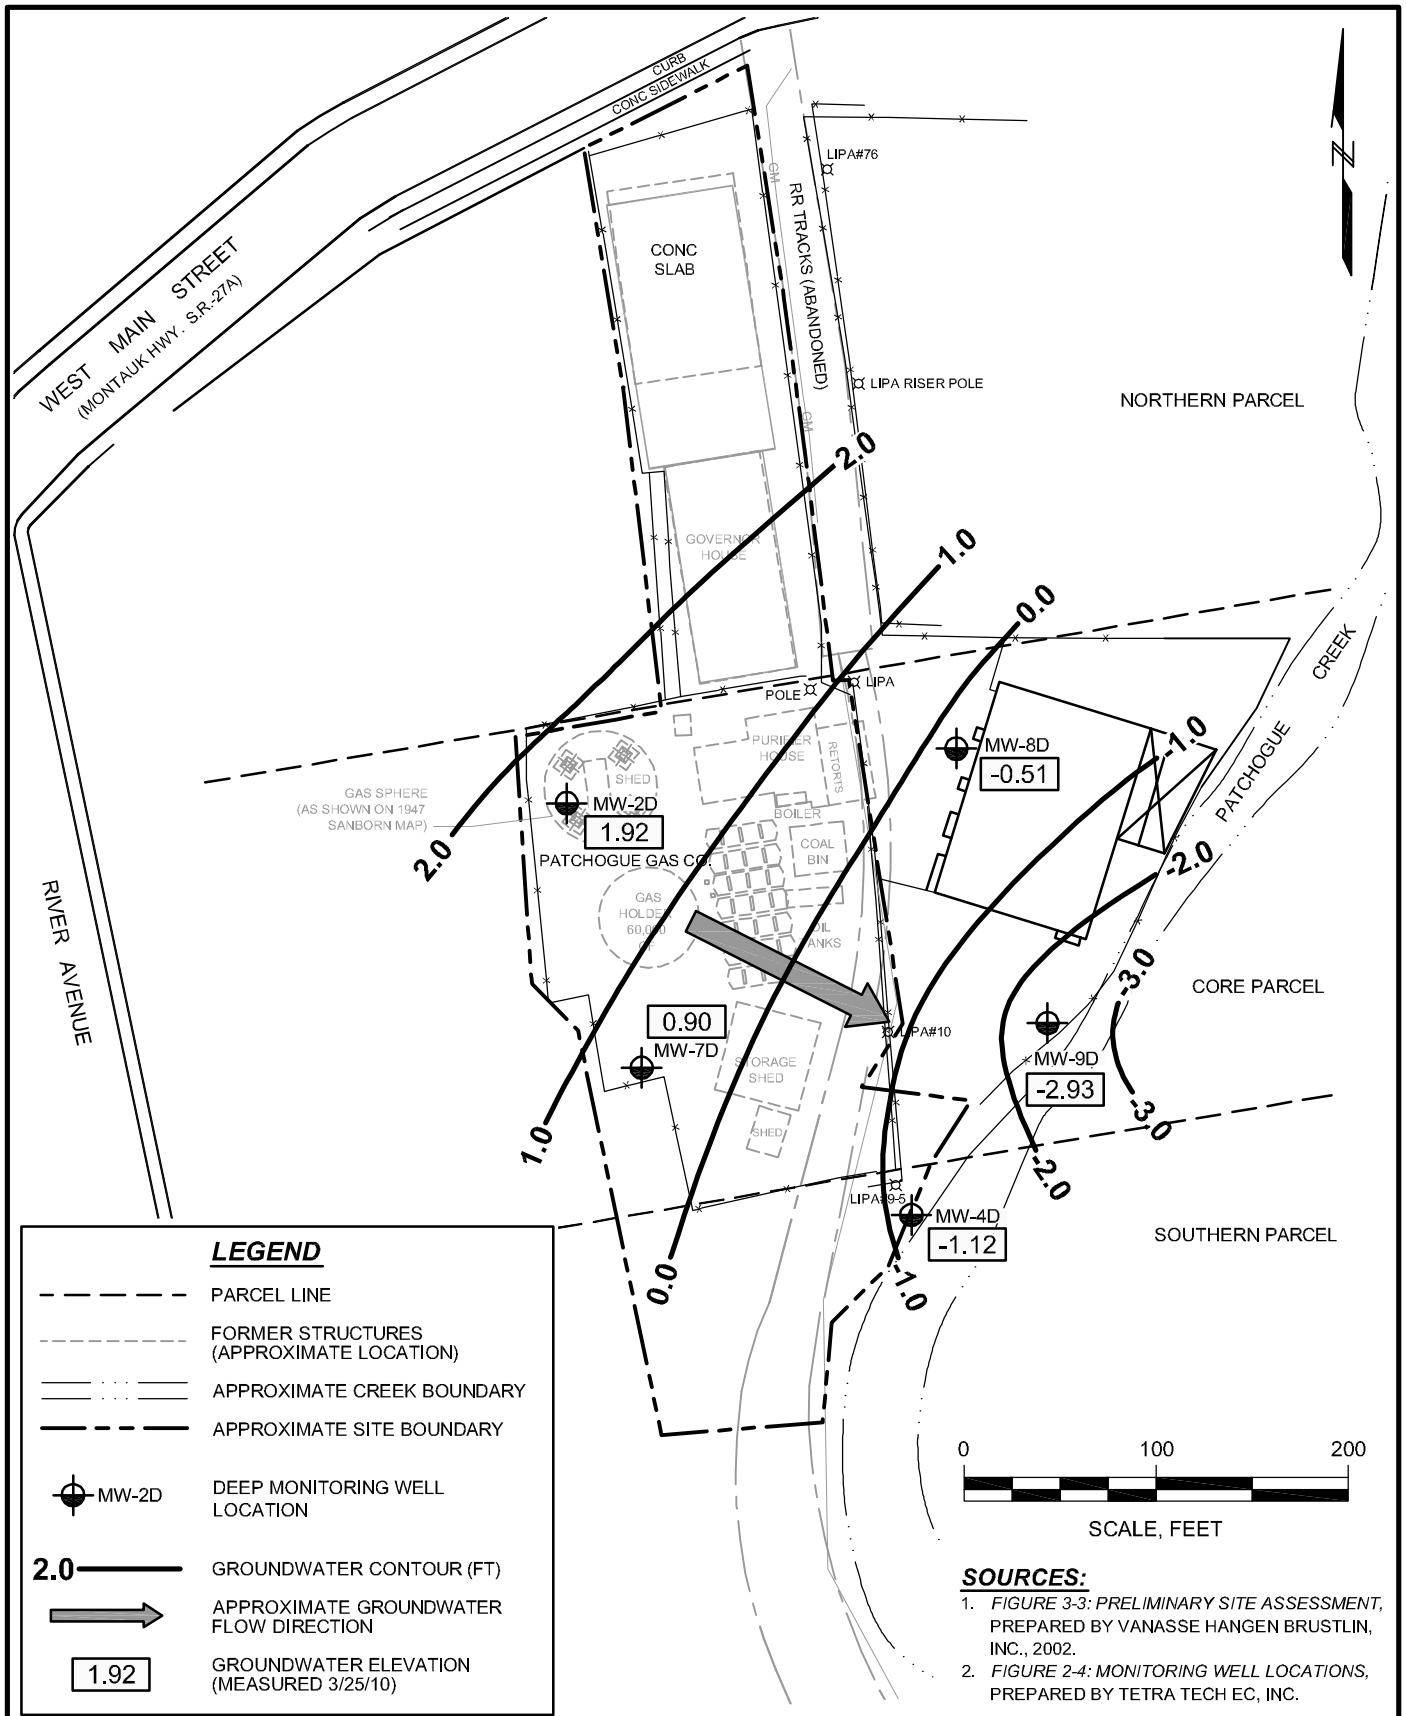 CURB
CONC SIDEWALK
LIPA#76
GM
RR TRACKS (ABANDONED)
CONC
SLAB
WEST MAIN STREET
(MONTAUK HWY. S.R.-27A)
LIPA RISER POLE
NORTHERN PARCEL
GM
2.0
GOVERNOR
HOUSE
1.0
0.0
CREEK
POLE
LIPA
PATCHOGUE
PURIFIER
HOUSE
RETORTS
MW-8D
-0.51
-1.0
GAS SPHERE
(AS SHOWN ON 1947
SANBORN MAP)
SHED
MW-2D
1.92
BOILER
2.0
PATCHOGUE GAS CO.
COAL
BIN
-2.0
RIVER AVENUE
GAS
HOLDER
60,000
CF
OIL
TANKS
-3.0
CORE PARCEL
0.90
MW-7D
LIPA#10
STORAGE
SHED
MW-9D
-2.93
1.0
SHED
-3.0
-2.0
LIPA#9-5
MW-4D
-1.12
SOUTHERN PARCEL
0.0
-1.0
LEGEND
PARCEL LINE
FORMER STRUCTURES
(APPROXIMATE LOCATION)
APPROXIMATE CREEK BOUNDARY
APPROXIMATE SITE BOUNDARY
MW-2D
DEEP MONITORING WELL
LOCATION
2.0
GROUNDWATER CONTOUR (FT)
APPROXIMATE GROUNDWATER
FLOW DIRECTION
1.92
GROUNDWATER ELEVATION
(MEASURED 3/25/10)
0 100 200
SCALE, FEET
SOURCES:
1. FIGURE 3-3: PRELIMINARY SITE ASSESSMENT,
PREPARED BY VANASSE HANGEN BRUSTLIN,
INC., 2002.
2. FIGURE 2-4: MONITORING WELL LOCATIONS,
PREPARED BY TETRA TECH EC, INC.
N